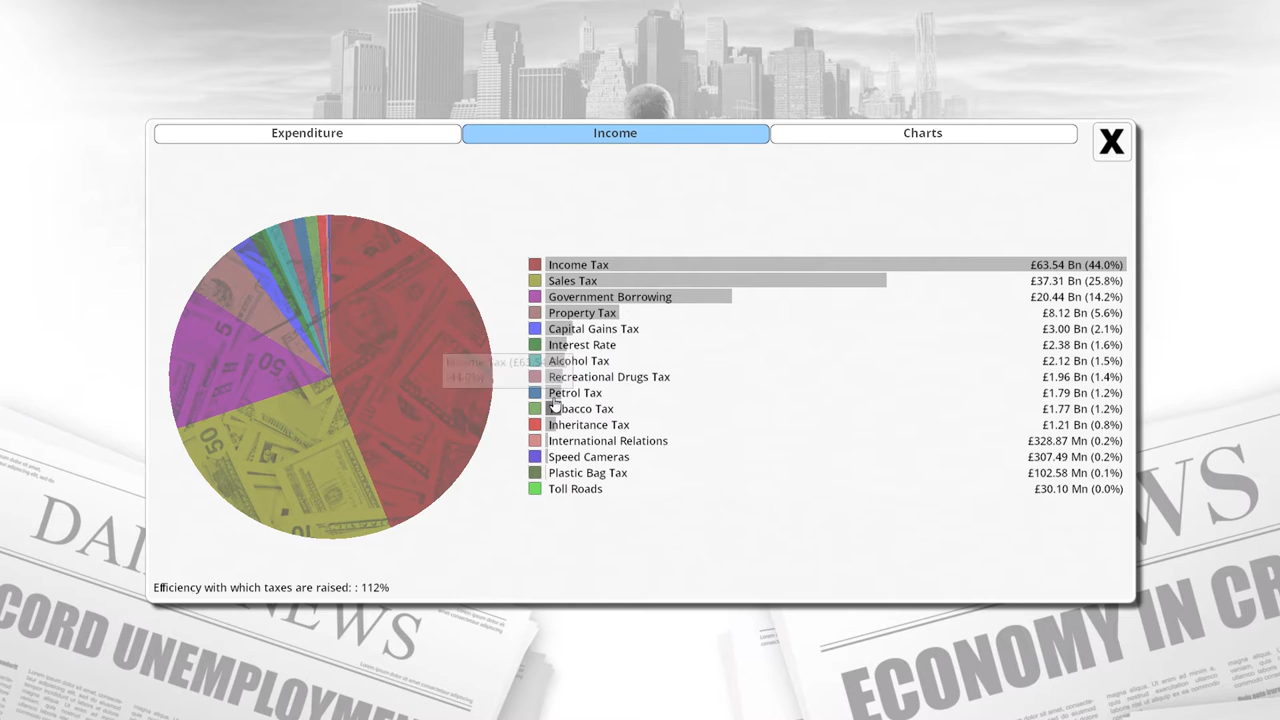 Expenditure
Income
Charts
X
Income Tax £63.54 Bn (44.0%)
Sales Tax £37.31 Bn (25.8%)
Government Borrowing £20.44 Bn (14.2%)
Property Tax £8.12 Bn (5.6%)
Capital Gains Tax £3.00 Bn (2.1%)
Interest Rate £2.38 Bn (1.6%)
Alcohol Tax £2.12 Bn (1.5%)
Recreational Drugs Tax £1.96 Bn (1.4%)
Petrol Tax £1.79 Bn (1.2%)
Tobacco Tax £1.77 Bn (1.2%)
Inheritance Tax £1.21 Bn (0.8%)
International Relations £328.87 Mn (0.2%)
Speed Cameras £307.49 Mn (0.2%)
Plastic Bag Tax £102.58 Mn (0.1%)
Toll Roads £30.10 Mn (0.0%)
Efficiency with which taxes are raised: : 112%
NEWS
ECONOMY IN CR
CORD UNEMPLOYME